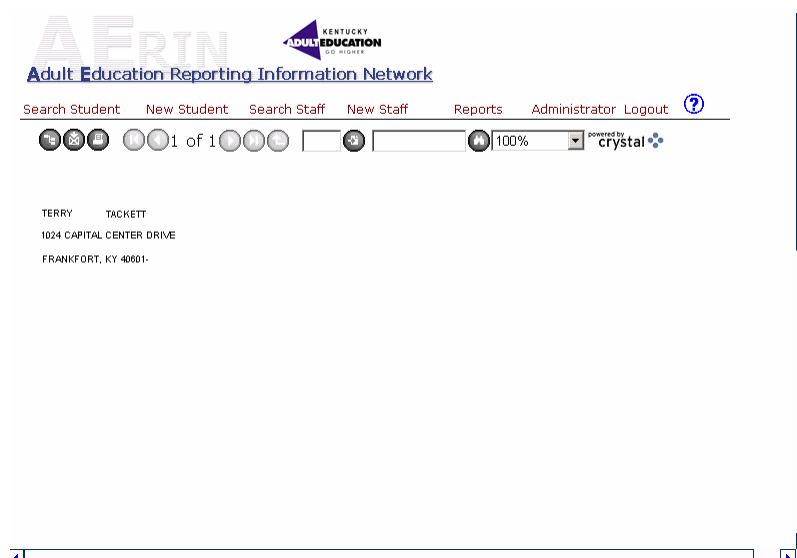 AERIN
KENTUCKY
ADULT EDUCATION
GO HIGHER
Adult Education Reporting Information Network
Search Student New Student Search Staff New Staff Reports Administrator Logout ?
1 of 1 100% powered by crystal
TERRY TACKETT
1024 CAPITAL CENTER DRIVE
FRANKFORT, KY 40601-